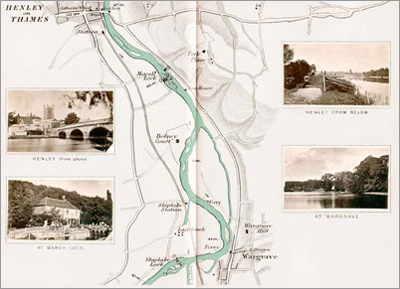 HENLEY
on
THAMES
Station
Park
Place
Marsh
Lock
HENLEY from above.
HENLEY FROM BELOW.
Bolney
Court
Ferry
Shiplake
Station
AT MARSH LOCK
AT WARGRAVE.
Wargrave
Hill
Lashbrook
Shiplake
Lock
Ferry
Wargrave